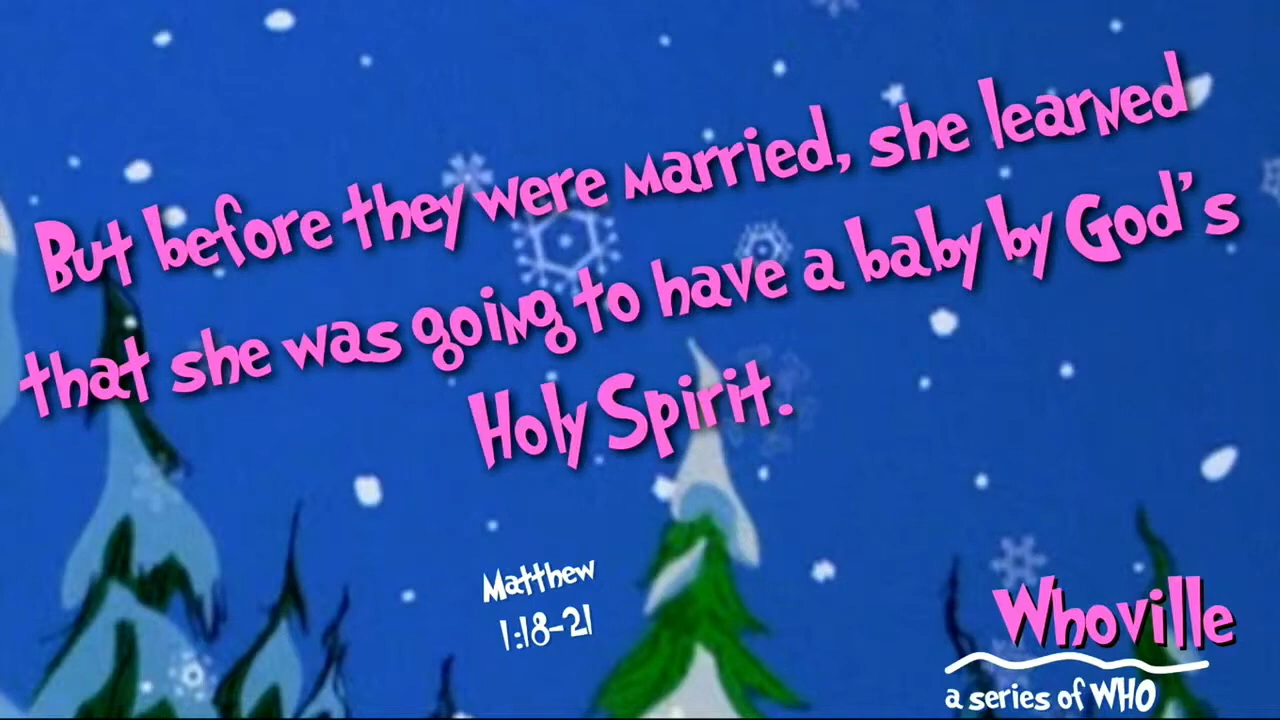 But before they were married, she learned
that she was going to have a baby by God's
Holy Spirit.
Matthew
1:18-21
Whoville
a series of WHO